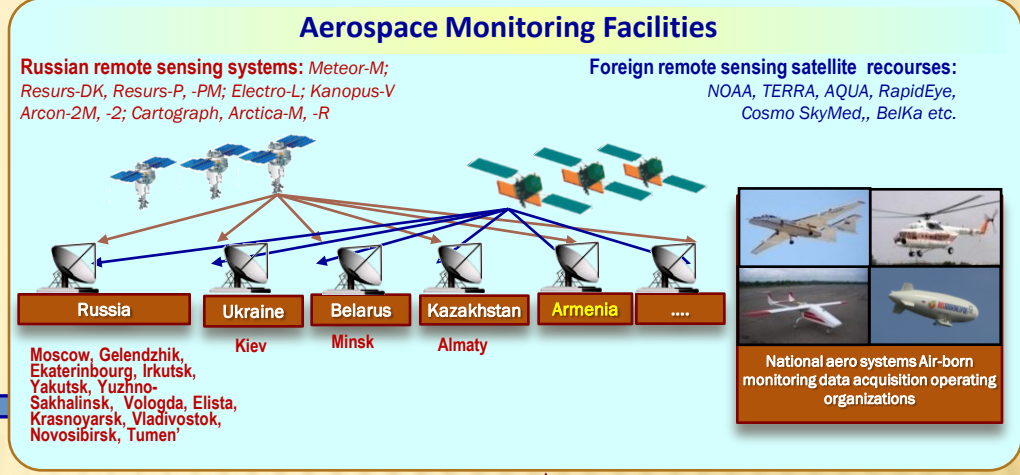 Aerospace Monitoring Facilities
Russian remote sensing systems: Meteor-M;
Resurs-DK, Resurs-P, -PM; Electro-L; Kanopus-V
Arcon-2M, -2; Cartograph, Arctica-M, -R
Foreign remote sensing satellite recourses:
NOAA, TERRA, AQUA, RapidEye,
Cosmo SkyMed,, BelKa etc.
Russia
Ukraine
Belarus
Kazakhstan
Armenia
....
Moscow, Gelendzhik,
Ekaterinbourg, Irkutsk,
Yakutsk, Yuzhno-
Sakhalinsk, Vologda, Elista,
Krasnoyarsk, Vladivostok,
Novosibirsk, Tumen'
Kiev
Minsk
Almaty
National aero systems Air-born
monitoring data acquisition operating
organizations